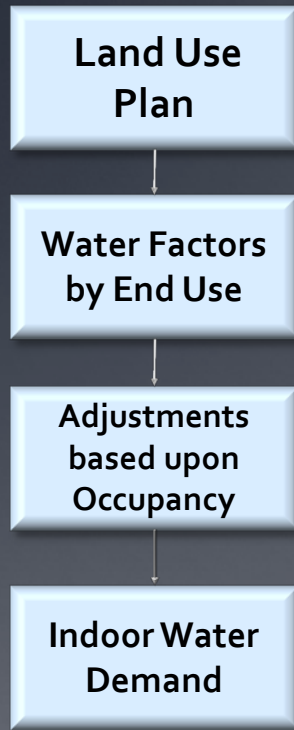 Land Use
Plan
Water Factors
by End Use
Adjustments
based upon
Occupancy
Indoor Water
Demand